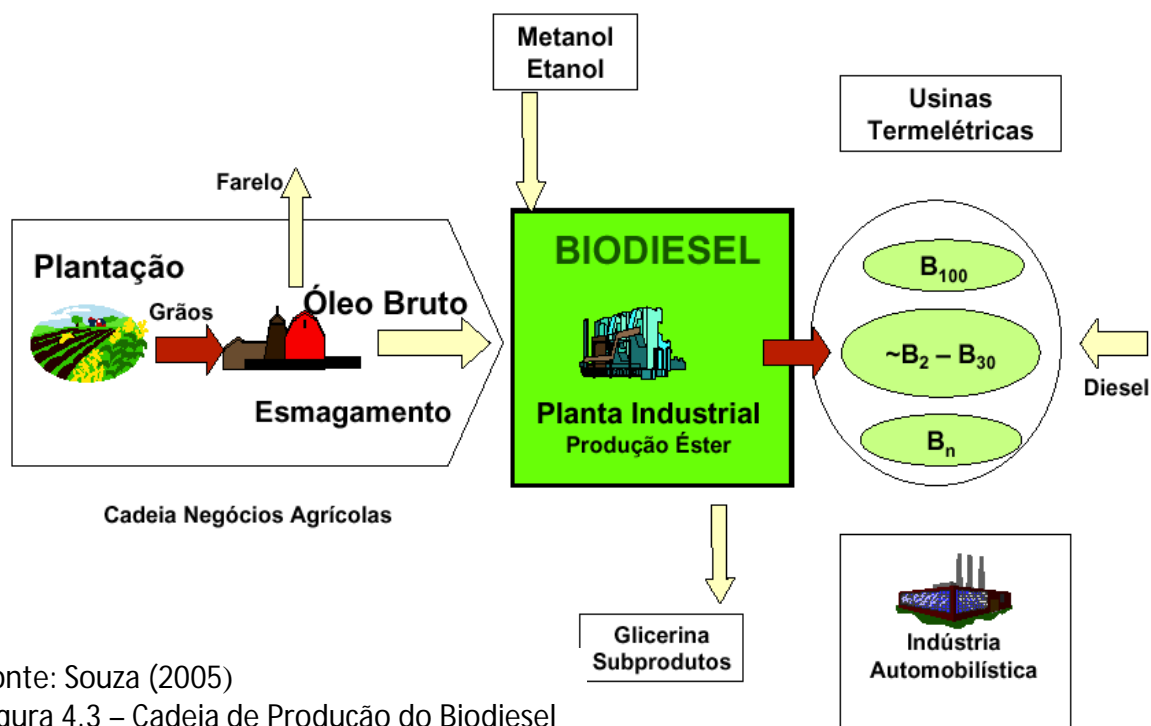 Metanol
Etanol
Usinas
Termelétricas
Farelo
Plantação
Grãos
Óleo Bruto
Esmagamento
BIODIESEL
Planta Industrial
Produção Éster
B₁₀₀
~B₂ – B₃₀
Bₙ
Diesel
Cadeia Negócios Agrícolas
Glicerina
Subprodutos
Indústria
Automobilística
onte: Souza (2005)
gura 4.3 – Cadeia de Produção do Biodiesel